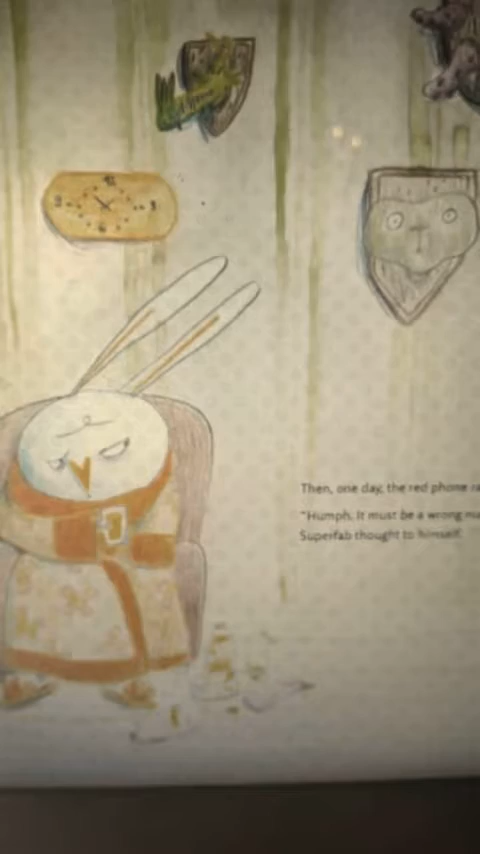 Then, one day, the red phone
"Humph. It must be a wrong
Superfab thought to himself.